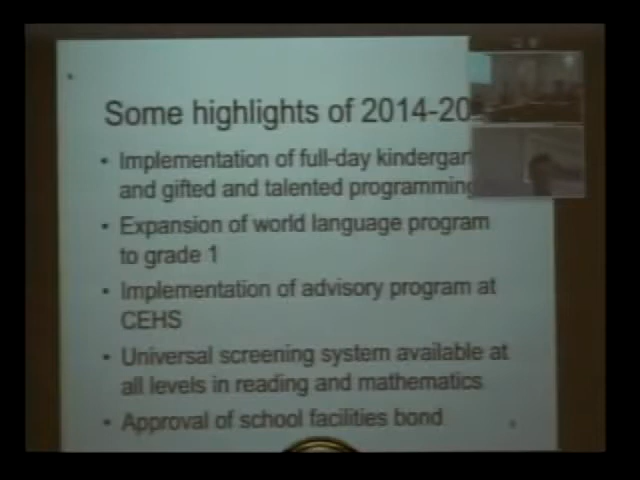 Some highlights of 2014-20
• Implementation of full-day kindergar
and gifted and talented programming
• Expansion of world language program
to grade 1
• Implementation of advisory program at
CEHS
• Universal screening system available at
all levels in reading and mathematics
• Approval of school facilities bond